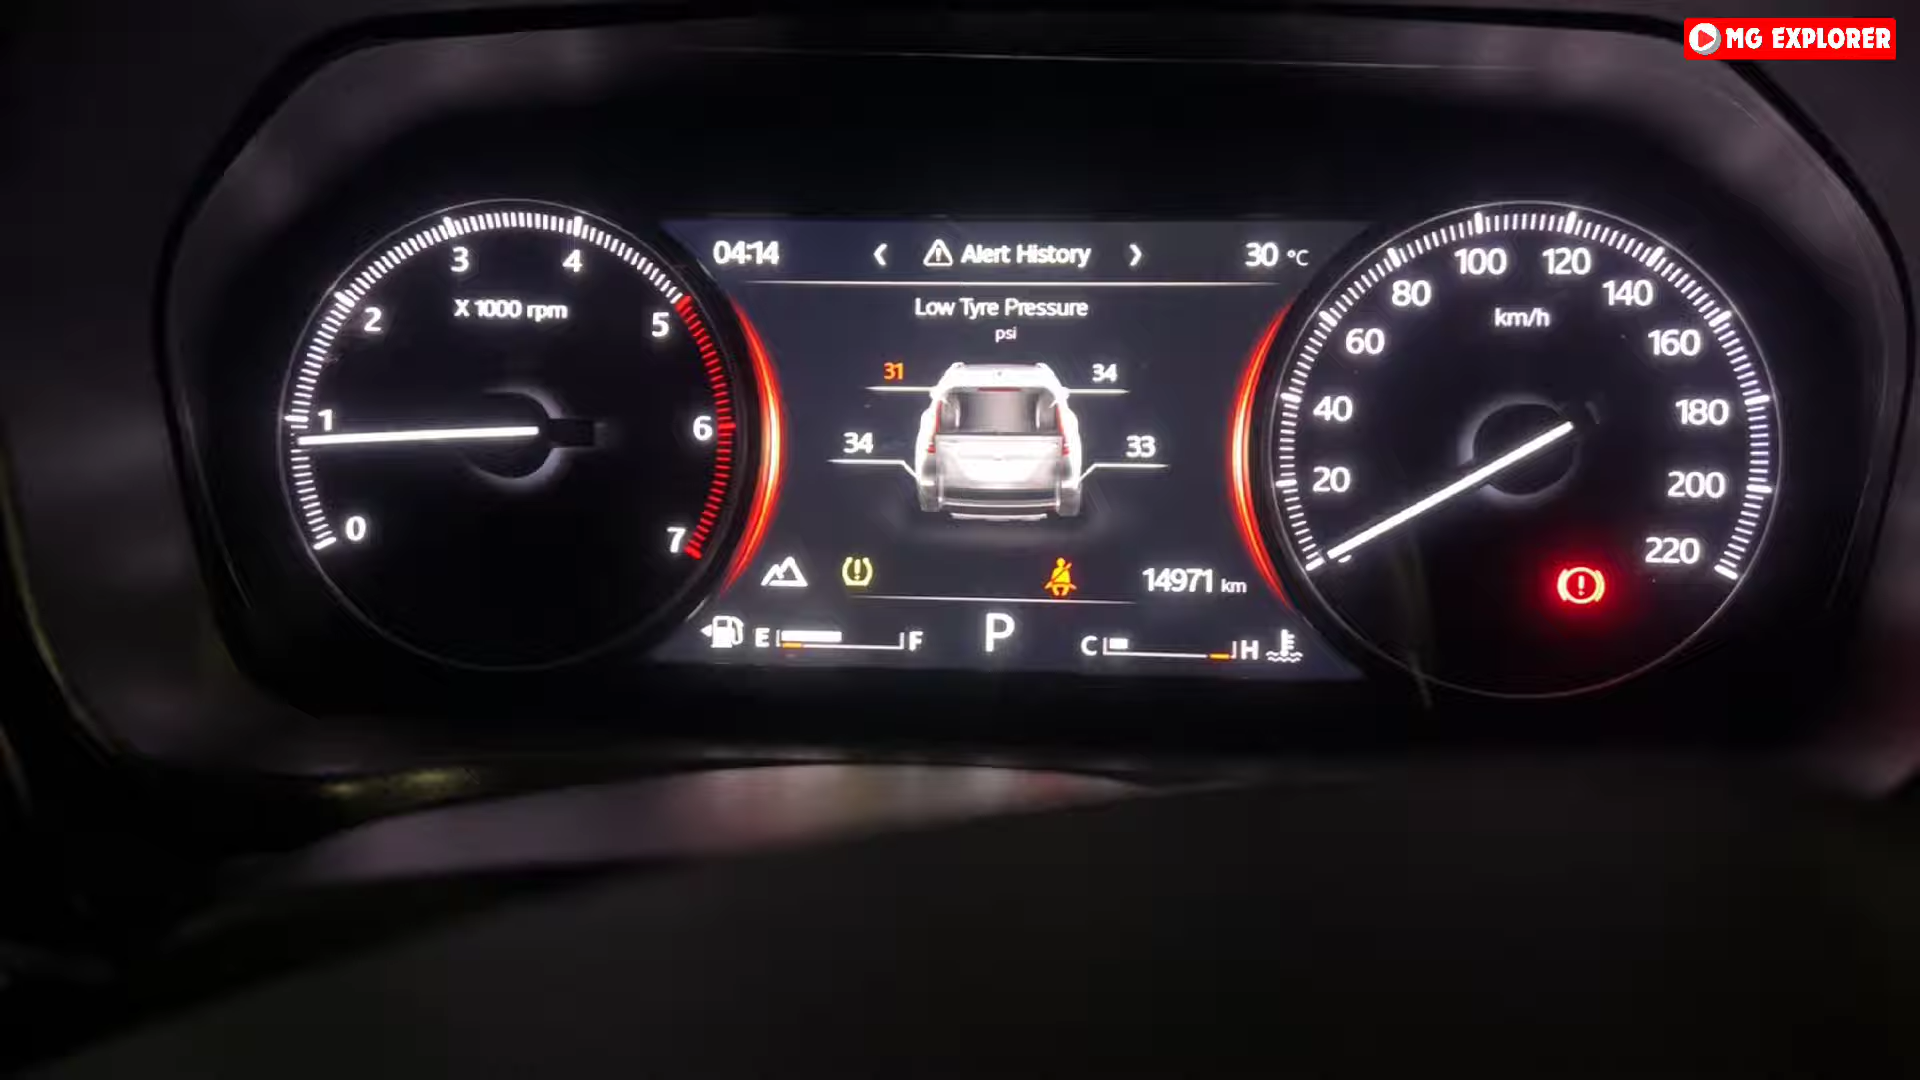 MG EXPLORER
04:14
Alert History
30 °C
Low Tyre Pressure
psi
31
34
34
33
14971 km
E
F
P
C
H
0
1
2
3
4
5
6
7
X 1000 rpm
20
40
60
80
100
120
140
160
180
200
220
km/h